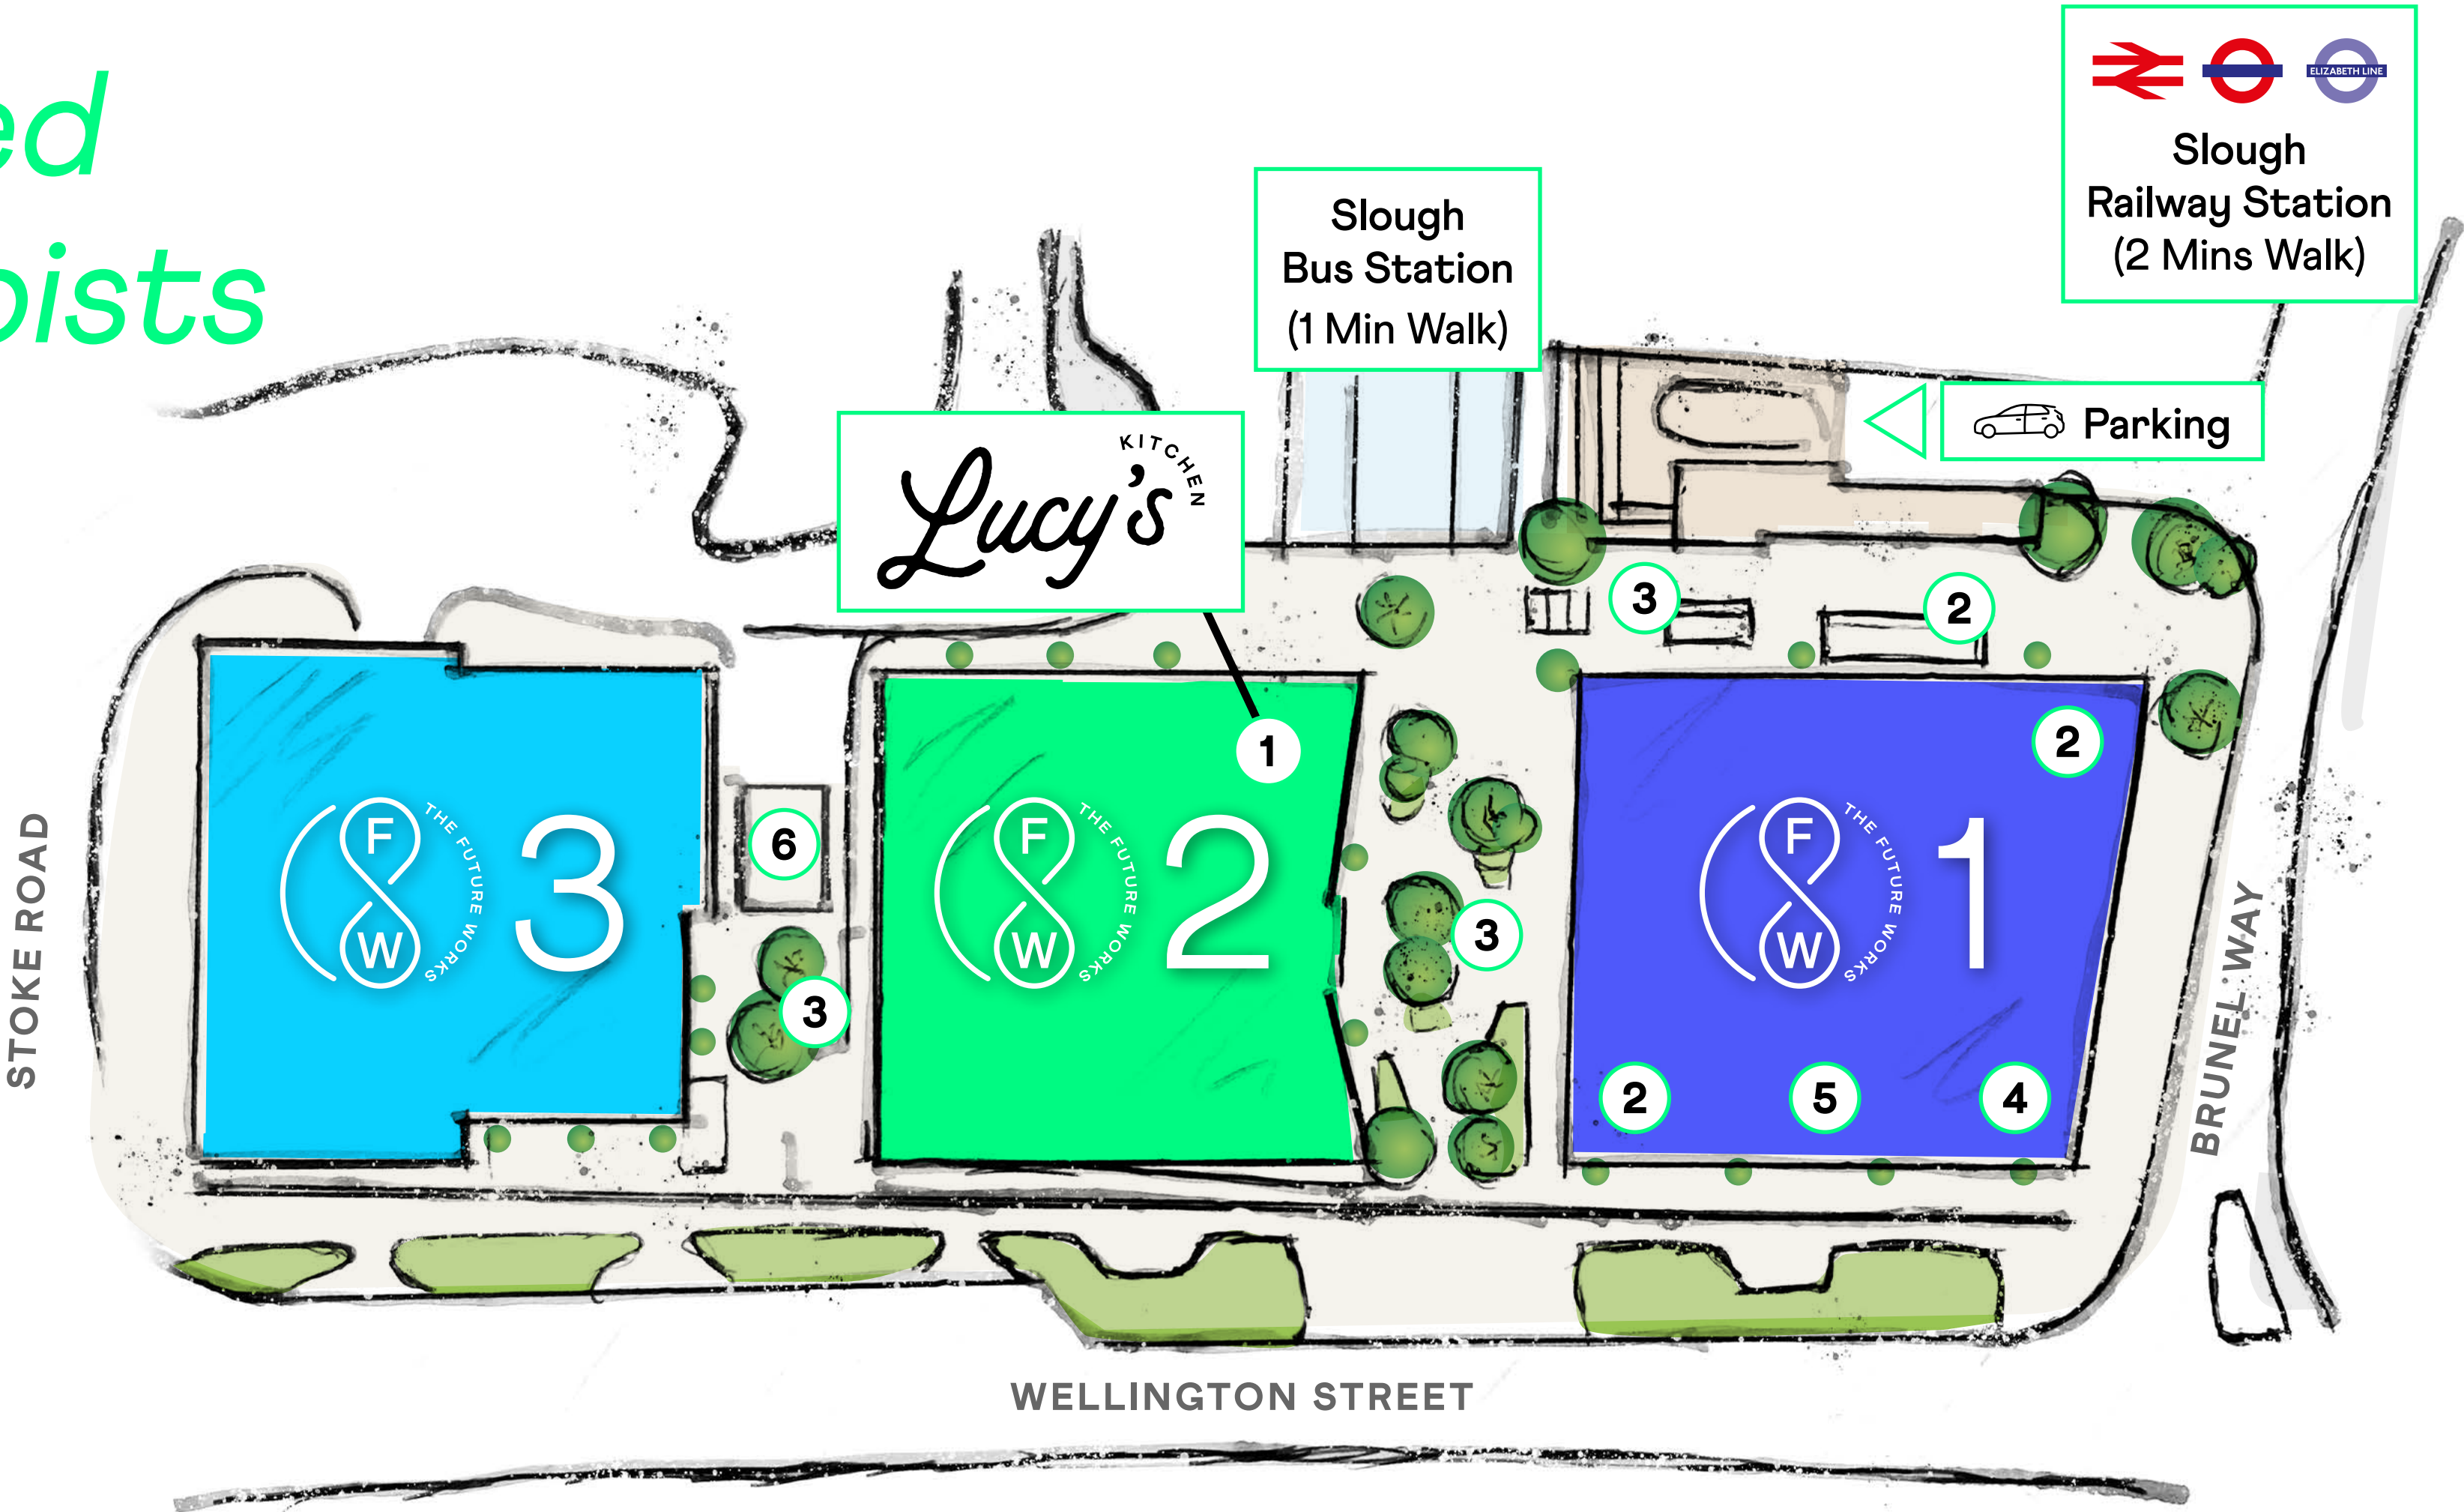 ed
oists
ELIZABETH LINE
Slough
Railway Station
(2 Mins Walk)
Slough
Bus Station
(1 Min Walk)
Parking
Lucy's
KITCHEN
3
2
1
2
6
F
W
THE FUTURE WORKS
3
F
W
THE FUTURE WORKS
2
F
W
THE FUTURE WORKS
1
3
3
2
5
4
STOKE ROAD
BRUNEL WAY
WELLINGTON STREET